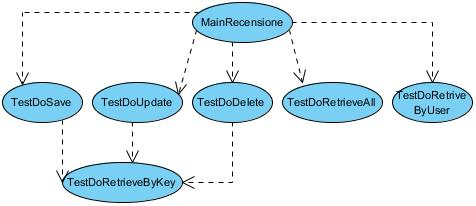 MainRecensione
TestDoSave
TestDoUpdate
TestDoDelete
TestDoRetrieveAll
TestDoRetrive
ByUser
TestDoRetrieveByKey